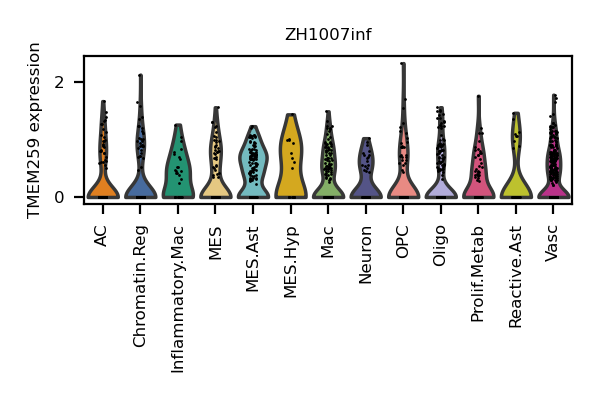 ZH1007inf
TMEM259 expression
2
0
AC
Chromatin.Reg
Inflammatory.Mac
MES
MES.Ast
MES.Hyp
Mac
Neuron
OPC
Oligo
Prolif.Metab
Reactive.Ast
Vasc